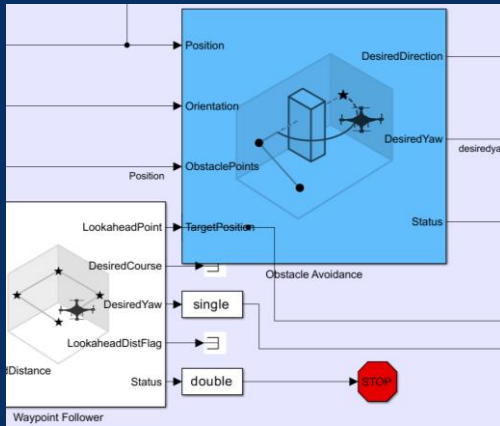 Position
DesiredDirection
Orientation
DesiredYaw
desiredya
ObstaclePoints
Position
Status
LookaheadPoint
TargetPosition
DesiredCourse
Obstacle Avoidance
DesiredYaw
single
LookaheadDistFlag
dDistance
Status
double
STOP
Waypoint Follower